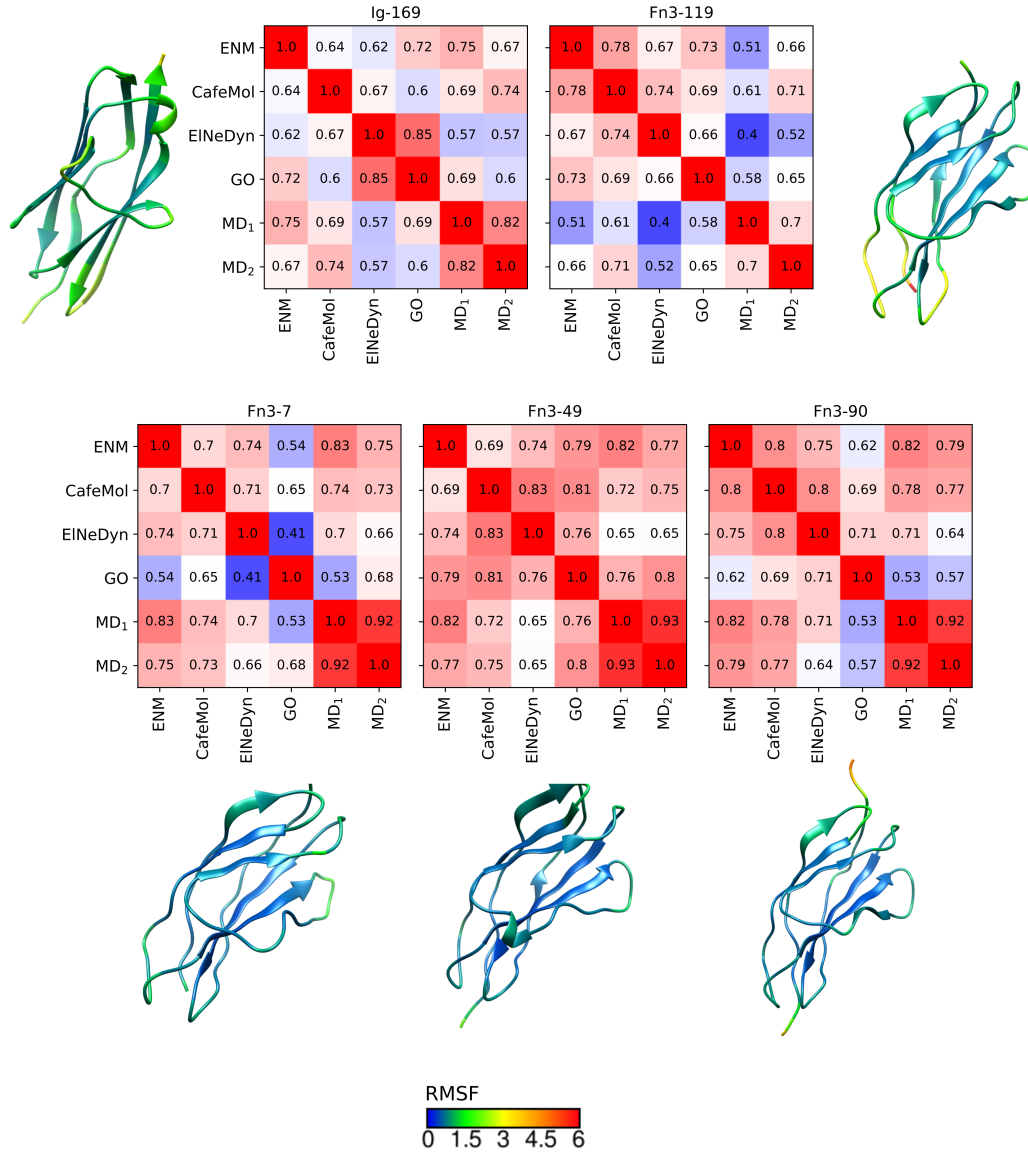 Ig-169 Fn3-119
ENM 1.0 0.64 0.62 0.72 0.75 0.67 1.0 0.78 0.67 0.73 0.51 0.66
CafeMol 0.64 1.0 0.67 0.6 0.69 0.74 0.78 1.0 0.74 0.69 0.61 0.71
ElNeDyn 0.62 0.67 1.0 0.85 0.57 0.57 0.67 0.74 1.0 0.66 0.4 0.52
GO 0.72 0.6 0.85 1.0 0.69 0.6 0.73 0.69 0.66 1.0 0.58 0.65
MD₁ 0.75 0.69 0.57 0.69 1.0 0.82 0.51 0.61 0.4 0.58 1.0 0.7
MD₂ 0.67 0.74 0.57 0.6 0.82 1.0 0.66 0.71 0.52 0.65 0.7 1.0
ENM CafeMol ElNeDyn GO MD₁ MD₂ ENM CafeMol ElNeDyn GO MD₁ MD₂
Fn3-7 Fn3-49 Fn3-90
ENM 1.0 0.7 0.74 0.54 0.83 0.75 1.0 0.69 0.74 0.79 0.82 0.77 1.0 0.8 0.75 0.62 0.82 0.79
CafeMol 0.7 1.0 0.71 0.65 0.74 0.73 0.69 1.0 0.83 0.81 0.72 0.75 0.8 1.0 0.8 0.69 0.78 0.77
ElNeDyn 0.74 0.71 1.0 0.41 0.7 0.66 0.74 0.83 1.0 0.76 0.65 0.65 0.75 0.8 1.0 0.71 0.71 0.64
GO 0.54 0.65 0.41 1.0 0.53 0.68 0.79 0.81 0.76 1.0 0.76 0.8 0.62 0.69 0.71 1.0 0.53 0.57
MD₁ 0.83 0.74 0.7 0.53 1.0 0.92 0.82 0.72 0.65 0.76 1.0 0.93 0.82 0.78 0.71 0.53 1.0 0.92
MD₂ 0.75 0.73 0.66 0.68 0.92 1.0 0.77 0.75 0.65 0.8 0.93 1.0 0.79 0.77 0.64 0.57 0.92 1.0
ENM CafeMol ElNeDyn GO MD₁ MD₂ ENM CafeMol ElNeDyn GO MD₁ MD₂ ENM CafeMol ElNeDyn GO MD₁ MD₂
RMSF
0 1.5 3 4.5 6